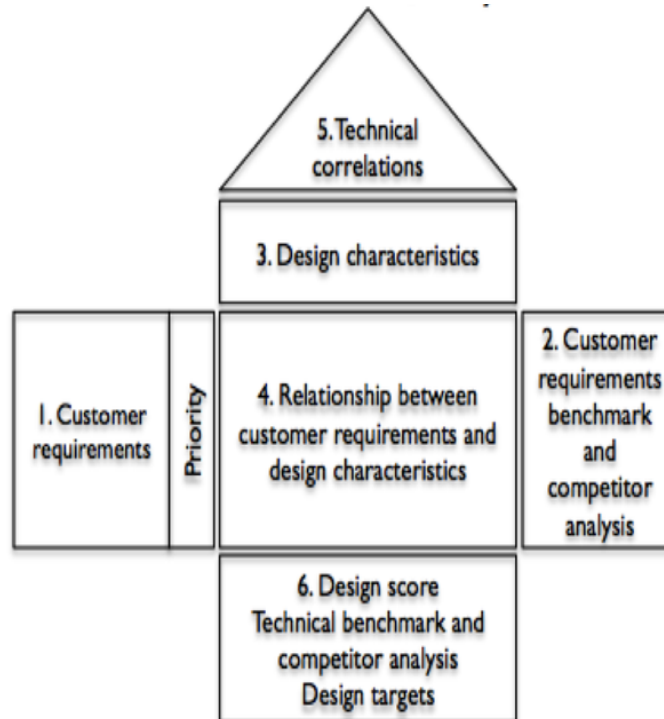 5. Technical
correlations
3. Design characteristics
1. Customer
requirements
Priority
4. Relationship between
customer requirements and
design characteristics
2. Customer
requirements
benchmark
and
competitor
analysis
6. Design score
Technical benchmark and
competitor analysis
Design targets